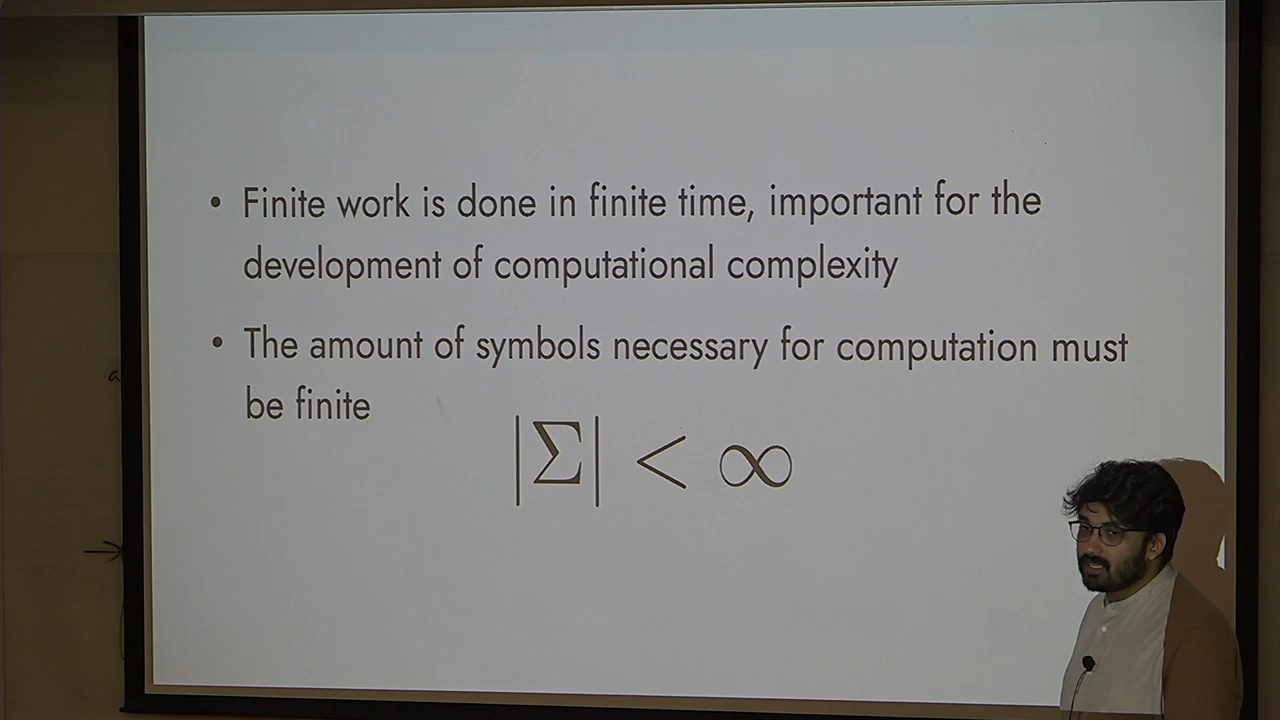 • Finite work is done in finite time, important for the
development of computational complexity
• The amount of symbols necessary for computation must
be finite
|Σ| < ∞
a
→